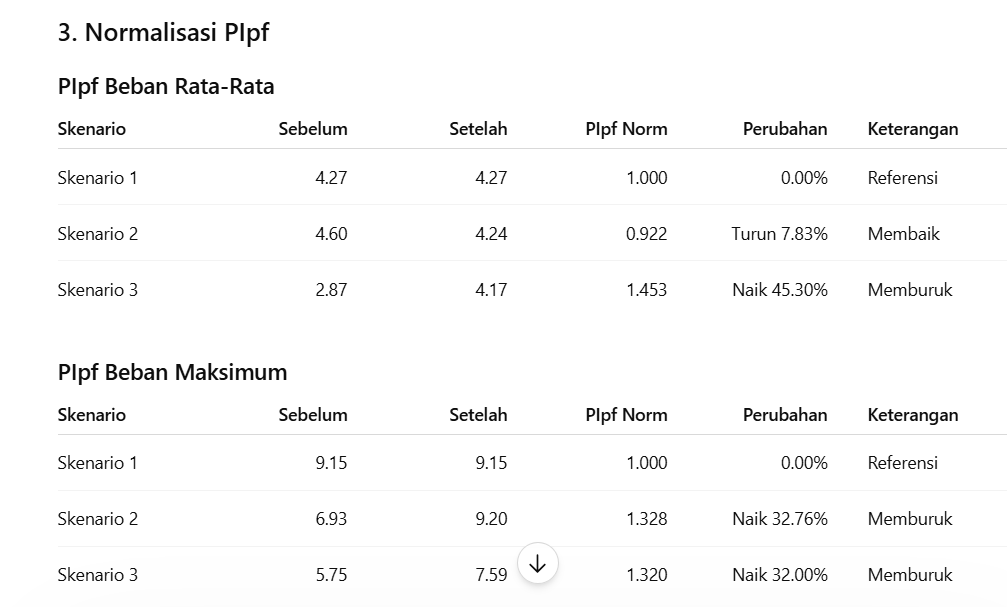 3. Normalisasi PIpf
PIpf Beban Rata-Rata
Skenario Sebelum Setelah PIpf Norm Perubahan Keterangan
Skenario 1 4.27 4.27 1.000 0.00% Referensi
Skenario 2 4.60 4.24 0.922 Turun 7.83% Membaik
Skenario 3 2.87 4.17 1.453 Naik 45.30% Memburuk
PIpf Beban Maksimum
Skenario Sebelum Setelah PIpf Norm Perubahan Keterangan
Skenario 1 9.15 9.15 1.000 0.00% Referensi
Skenario 2 6.93 9.20 1.328 Naik 32.76% Memburuk
Skenario 3 5.75 7.59 1.320 Naik 32.00% Memburuk